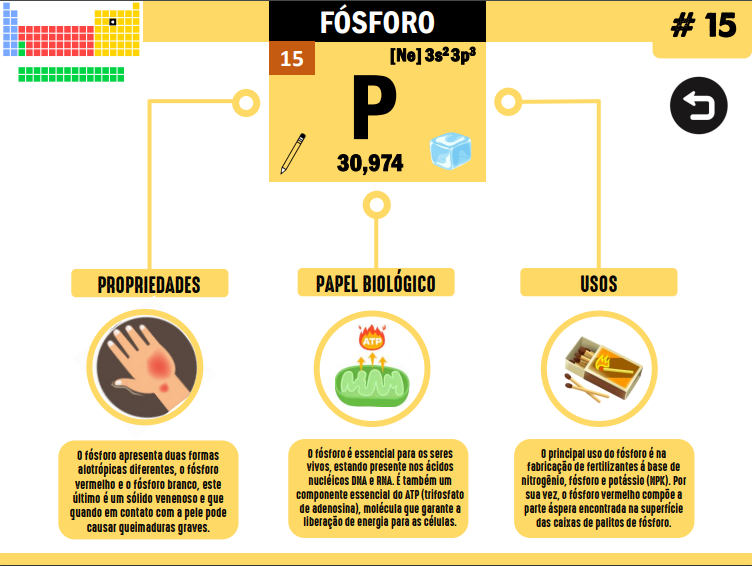 FÓSFORO
# 15
15
[Ne] 3s² 3p³
P
30,974
PROPRIEDADES
PAPEL BIOLÓGICO
USOS
ATP
O fósforo apresenta duas formas
alotrópicas diferentes, o fósforo
vermelho e o fósforo branco, este
último é um sólido venenoso e que
quando em contato com a pele pode
causar queimaduras graves.
O fósforo é essencial para os seres
vivos, estando presente nos ácidos
nucléicos DNA e RNA. É também um
componente essencial do ATP (trifosfato
de adenosina), molécula que garante a
liberação de energia para as células.
O principal uso do fósforo é na
fabricação de fertilizantes á base de
nitrogênio, fósforo e potássio (NPK). Por
sua vez, o fósforo vermelho compõe a
parte áspera encontrada na superfície
das caixas de palitos de fósforo.